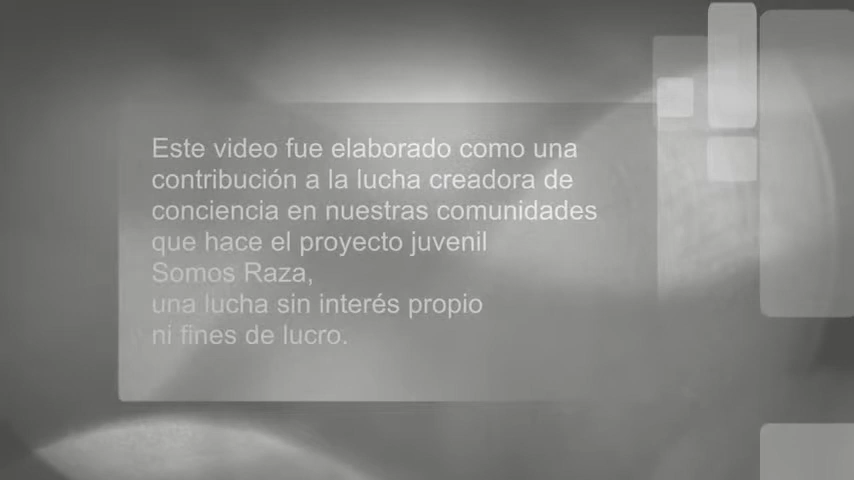 Este video fue elaborado como una
contribución a la lucha creadora de
conciencia en nuestras comunidades
que hace el proyecto juvenil
Somos Raza,
una lucha sin interés propio
ni fines de lucro.